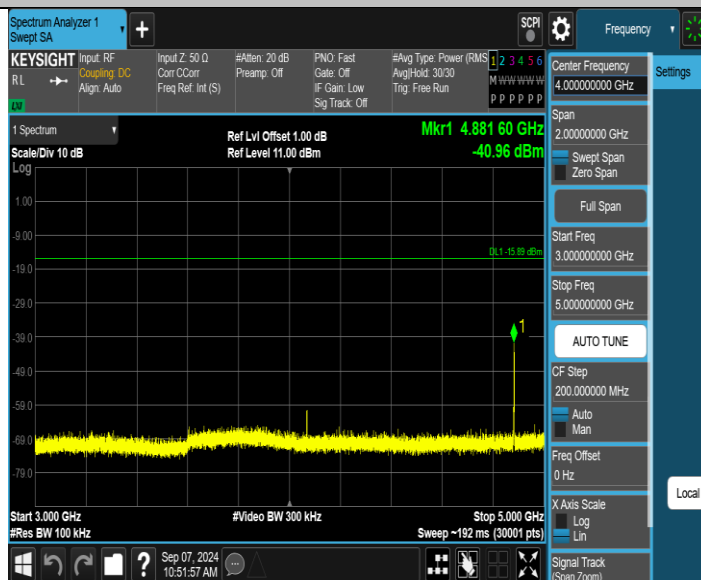 Spectrum Analyzer 1
Swept SA
+
SCPI
Frequency
KEYSIGHT
RL
LXI
Input: RF
Coupling: DC
Align: Auto
Input Z: 50 Ω
Corr CCorr
Freq Ref: Int (S)
#Atten: 20 dB
Preamp: Off
PNO: Fast
Gate: Off
IF Gain: Low
Sig Track: Off
#Avg Type: Power (RMS
Avg|Hold: 30/30
Trig: Free Run
1 2 3 4 5 6
M W W W W W
P P P P P P
1 Spectrum
Scale/Div 10 dB
Ref Lvl Offset 1.00 dB
Ref Level 11.00 dBm
Mkr1 4.881 60 GHz
-40.96 dBm
Log
1.00
-9.00
DL1 -15.89 dBm
-19.0
-29.0
1
-39.0
-49.0
-59.0
-69.0
-79.0
Start 3.000 GHz
#Video BW 300 kHz
Stop 5.000 GHz
#Res BW 100 kHz
Sweep ~192 ms (30001 pts)
?
Sep 07, 2024
10:51:57 AM
Center Frequency
4.000000000 GHz
Settings
Span
2.00000000 GHz
Swept Span
Zero Span
Full Span
Start Freq
3.000000000 GHz
Stop Freq
5.000000000 GHz
AUTO TUNE
CF Step
200.000000 MHz
Auto
Man
Freq Offset
0 Hz
Local
X Axis Scale
Log
Lin
Signal Track
(Span Zoom)